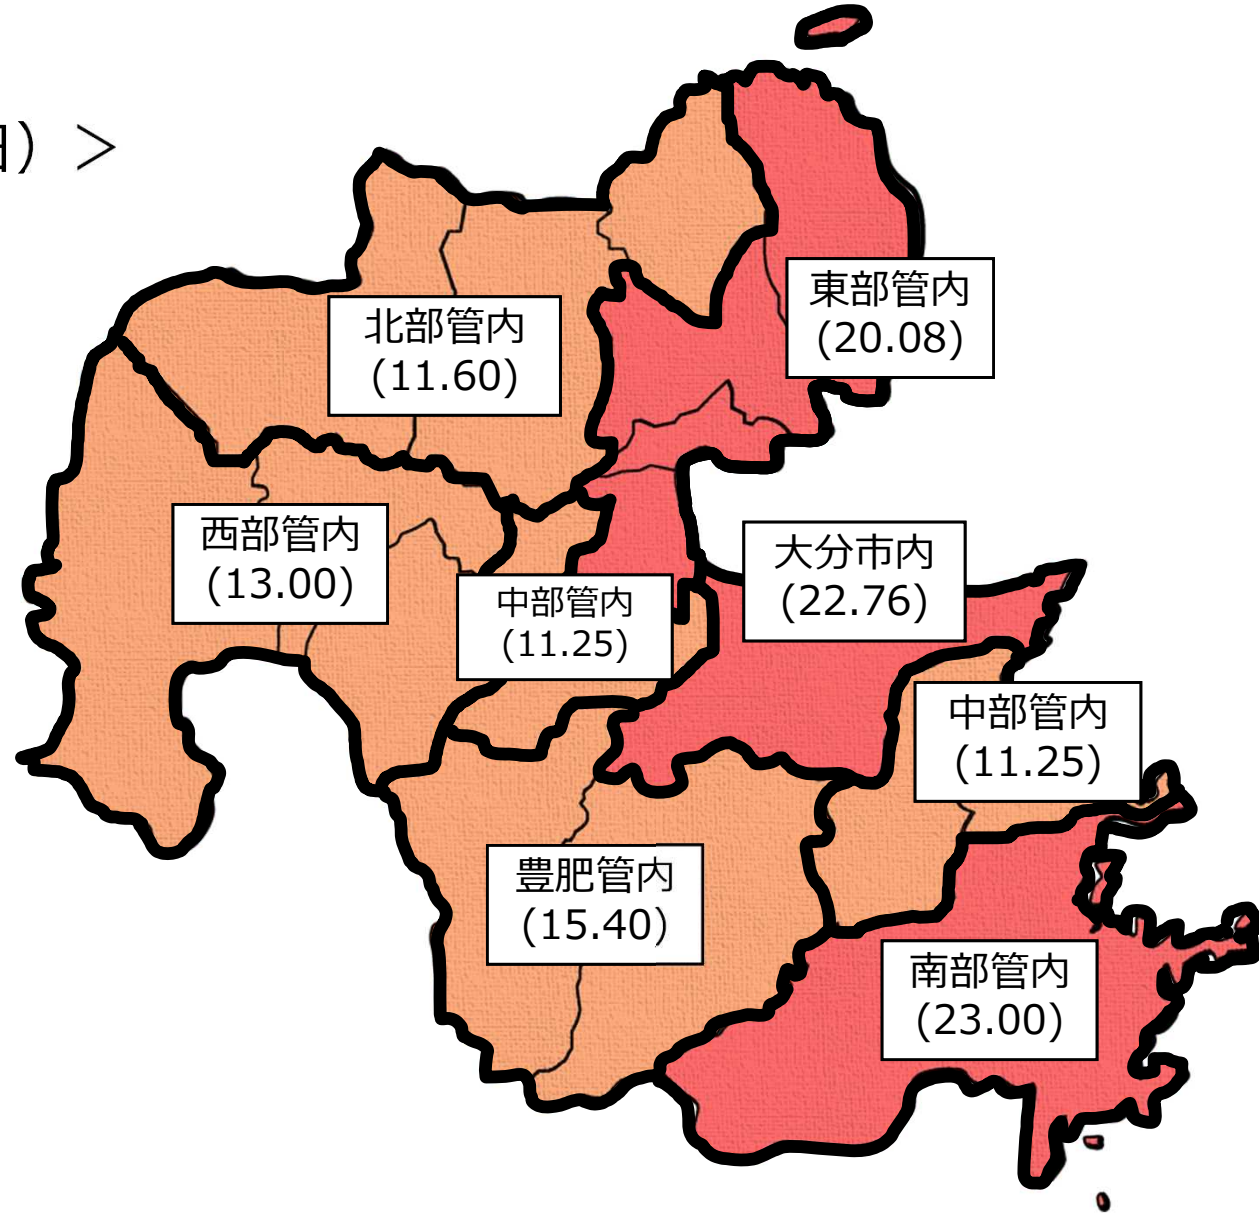 日）＞
東部管内
(20.08)
北部管内
(11.60)
西部管内
(13.00)
大分市内
(22.76)
中部管内
(11.25)
中部管内
(11.25)
豊肥管内
(15.40)
南部管内
(23.00)